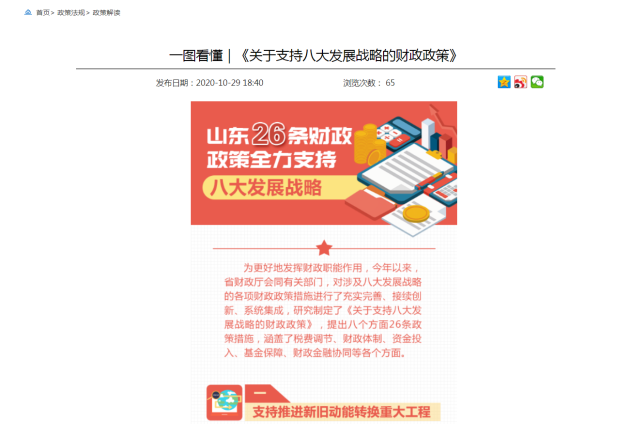 首页> 政策法规> 政策解读
一图看懂｜《关于支持八大发展战略的财政政策》
发布日期：2020-10-29 18:40 浏览次数： 65
山东26条财政
政策全力支持
八大发展战略
为更好地发挥财政职能作用，今年以来，
省财政厅会同有关部门，对涉及八大发展战略
的各项财政政策措施进行了充实完善、接续创
新、系统集成，研究制定了《关于支持八大发
展战略的财政政策》，提出八个方面26条政
策措施，涵盖了税费调节、财政体制、资金投
入、基金保障、财政金融协同等各个方面。
一
支持推进新旧动能转换重大工程